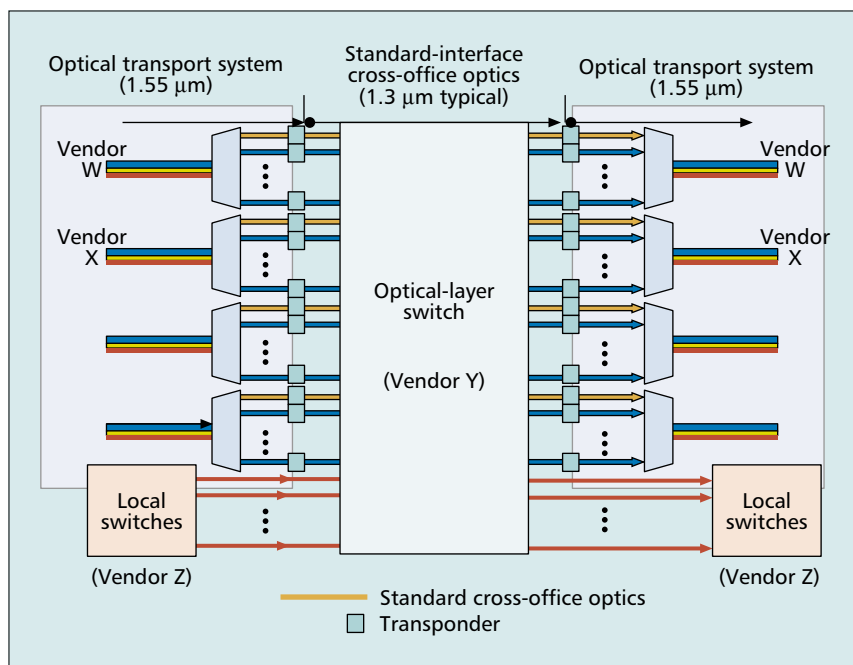 Optical transport system
(1.55 µm)
Standard-interface
cross-office optics
(1.3 µm typical)
Optical transport system
(1.55 µm)
Vendor
W
Vendor
W
Vendor
X
Vendor
X
Optical-layer
switch
(Vendor Y)
Local
switches
Local
switches
(Vendor Z)
(Vendor Z)
Standard cross-office optics
Transponder